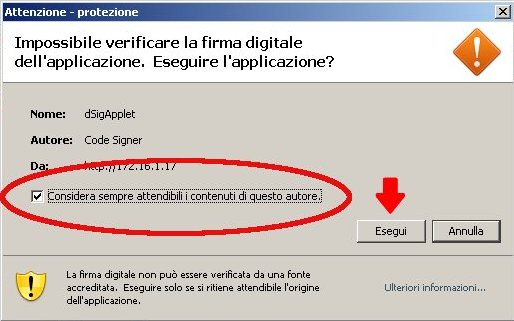 Attenzione - protezione
Impossibile verificare la firma digitale
dell'applicazione. Eseguire l'applicazione?
Nome: dSigApplet
Autore: Code Signer
Da: http://172.16.1.17
Considera sempre attendibili i contenuti di questo autore.
Esegui Annulla
La firma digitale non può essere verificata da una fonte
accreditata. Eseguire solo se si ritiene attendibile l'origine
dell'applicazione.
Ulteriori informazioni...